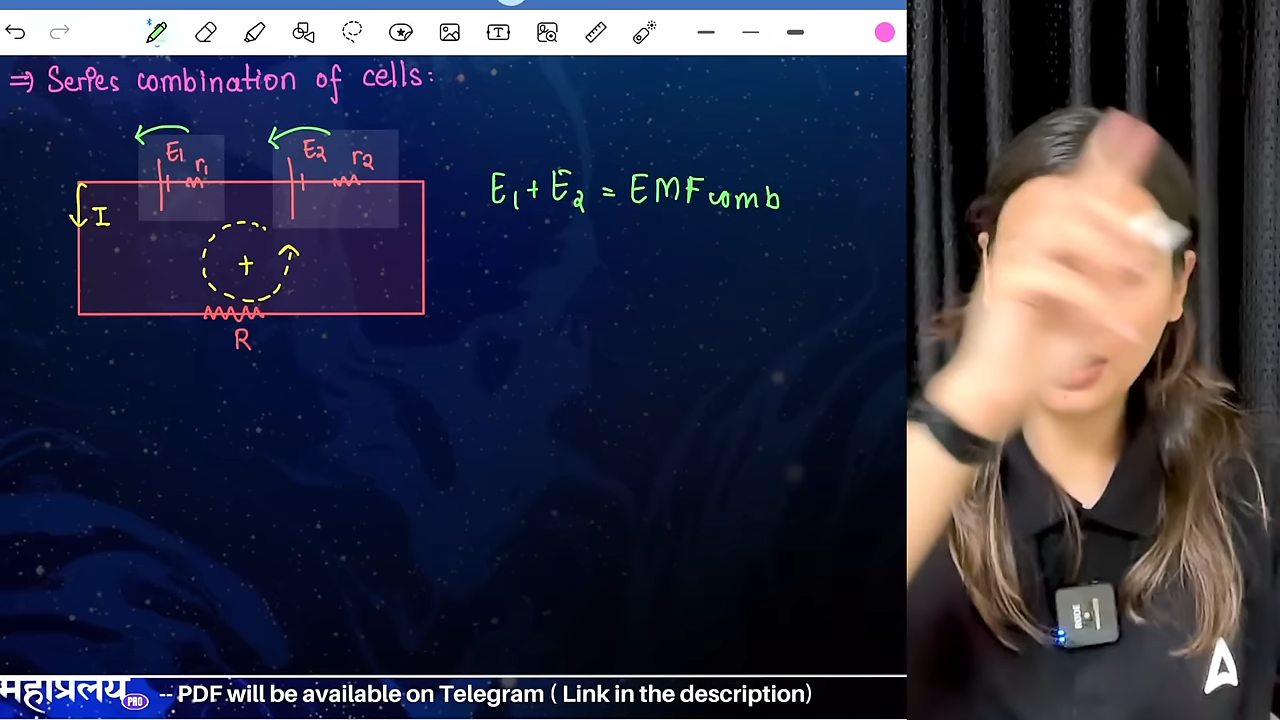 ⇒ Series combination of cells:
E1 r1 E2 r2
I
E1 + E2 = EMF comb
+
R
महाप्रलय PRO -- PDF will be available on Telegram ( Link in the description)
RODE